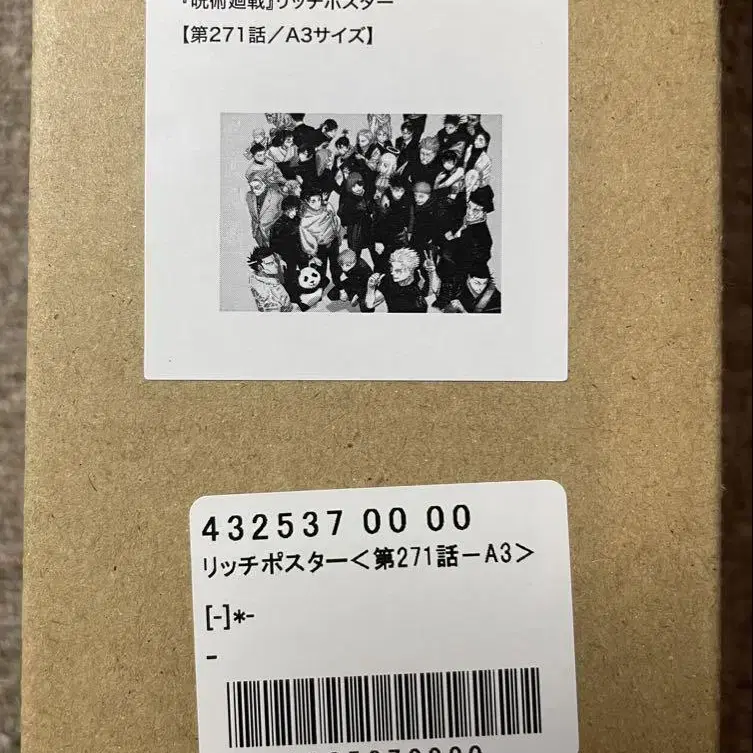 『呪術廻戦』リッチポスター
【第271話／A3サイズ】
432537 00 00
リッチポスター＜第271話－A3＞
[-]*-
-